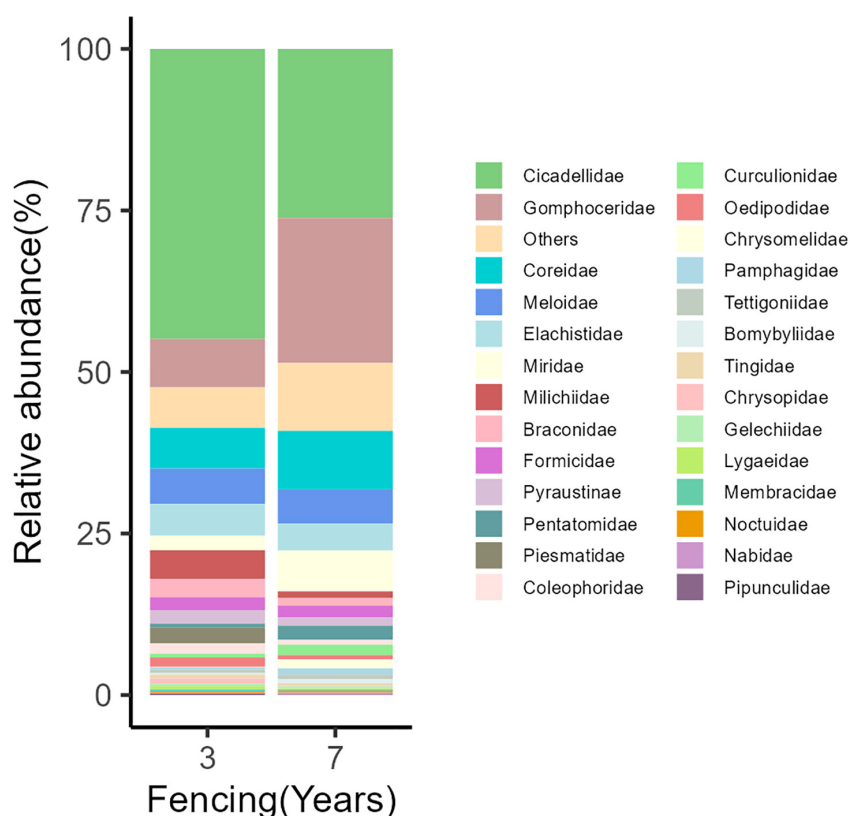 100
75
50
25
0
Relative abundance(%)
3
7
Fencing(Years)
Cicadellidae
Gomphoceridae
Others
Coreidae
Meloidae
Elachistidae
Miridae
Milichiidae
Braconidae
Formicidae
Pyraustinae
Pentatomidae
Piesmatidae
Coleophoridae
Curculionidae
Oedipodidae
Chrysomelidae
Pamphagidae
Tettigoniidae
Bomybyliidae
Tingidae
Chrysopidae
Gelechiidae
Lygaeidae
Membracidae
Noctuidae
Nabidae
Pipunculidae